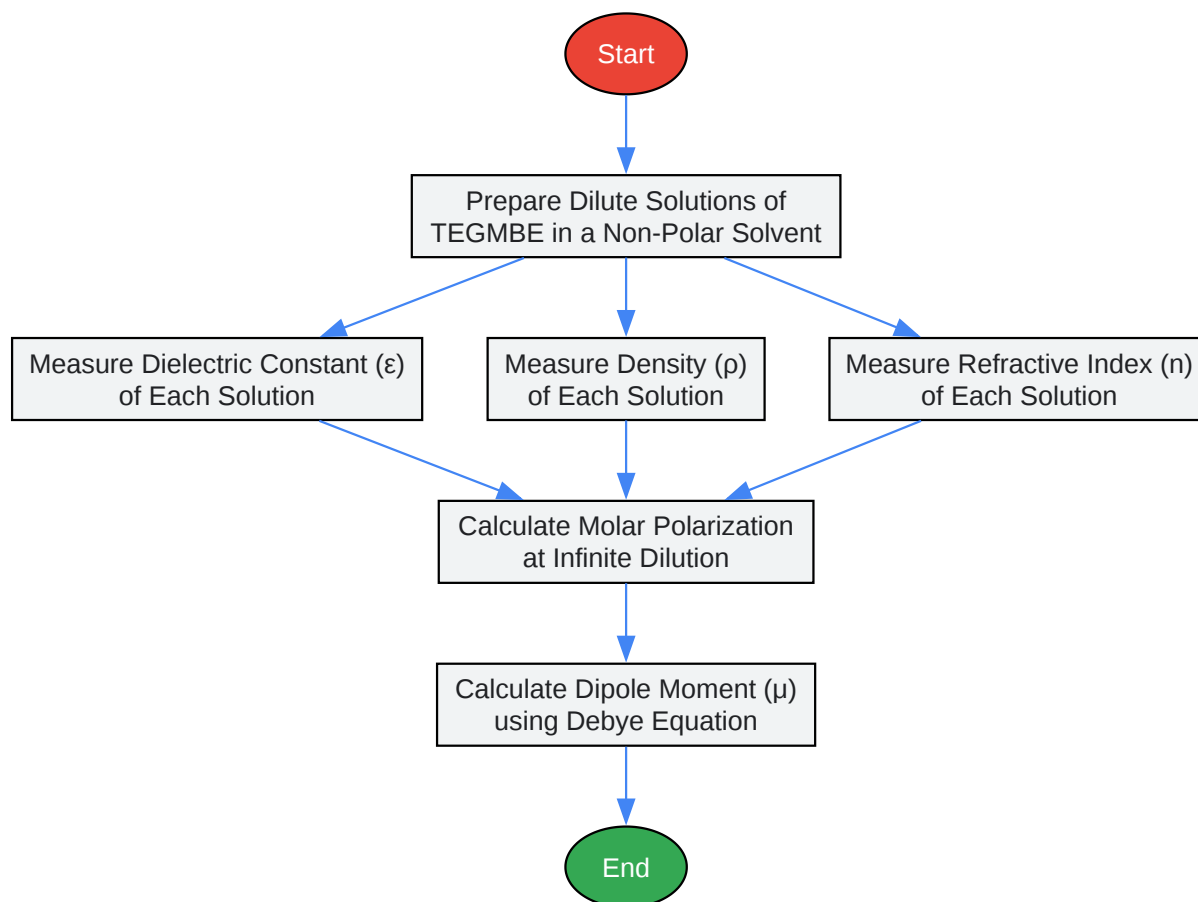 Start
Prepare Dilute Solutions of
TEGMBE in a Non-Polar Solvent
Measure Dielectric Constant (ε)
of Each Solution
Measure Density (ρ)
of Each Solution
Measure Refractive Index (n)
of Each Solution
Calculate Molar Polarization
at Infinite Dilution
Calculate Dipole Moment (μ)
using Debye Equation
End